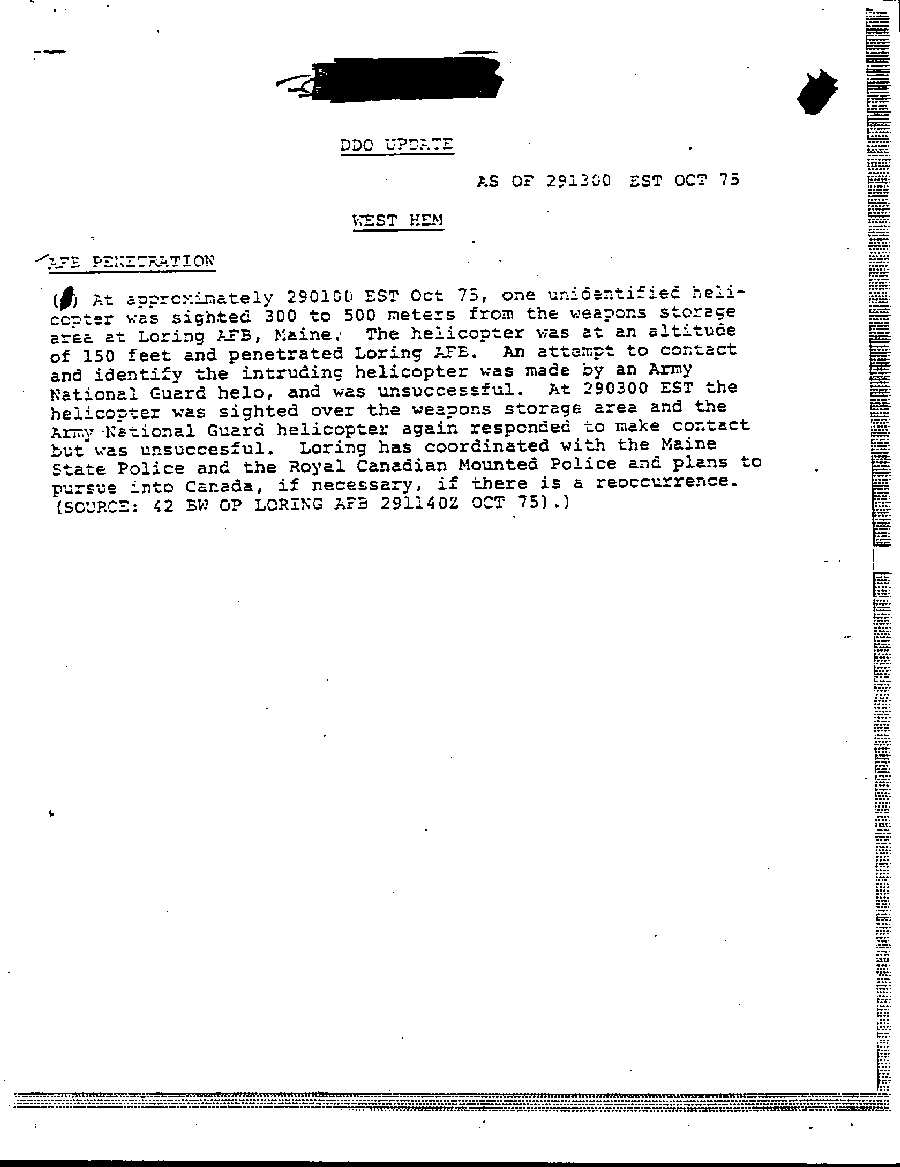 DDO UPDATE
AS OF 291300 EST OCT 75
WEST HEM
AFB PENETRATION
( ) At approximately 290100 EST Oct 75, one unidentified heli-
copter was sighted 300 to 500 meters from the weapons storage
area at Loring AFB, Maine. The helicopter was at an altitude
of 150 feet and penetrated Loring AFB. An attempt to contact
and identify the intruding helicopter was made by an Army
National Guard helo, and was unsuccessful. At 290300 EST the
helicopter was sighted over the weapons storage area and the
Army National Guard helicopter again responded to make contact
but was unsuccesful. Loring has coordinated with the Maine
State Police and the Royal Canadian Mounted Police and plans to
pursue into Canada, if necessary, if there is a reoccurrence.
(SOURCE: 42 BW OP LORING AFB 291140Z OCT 75).)